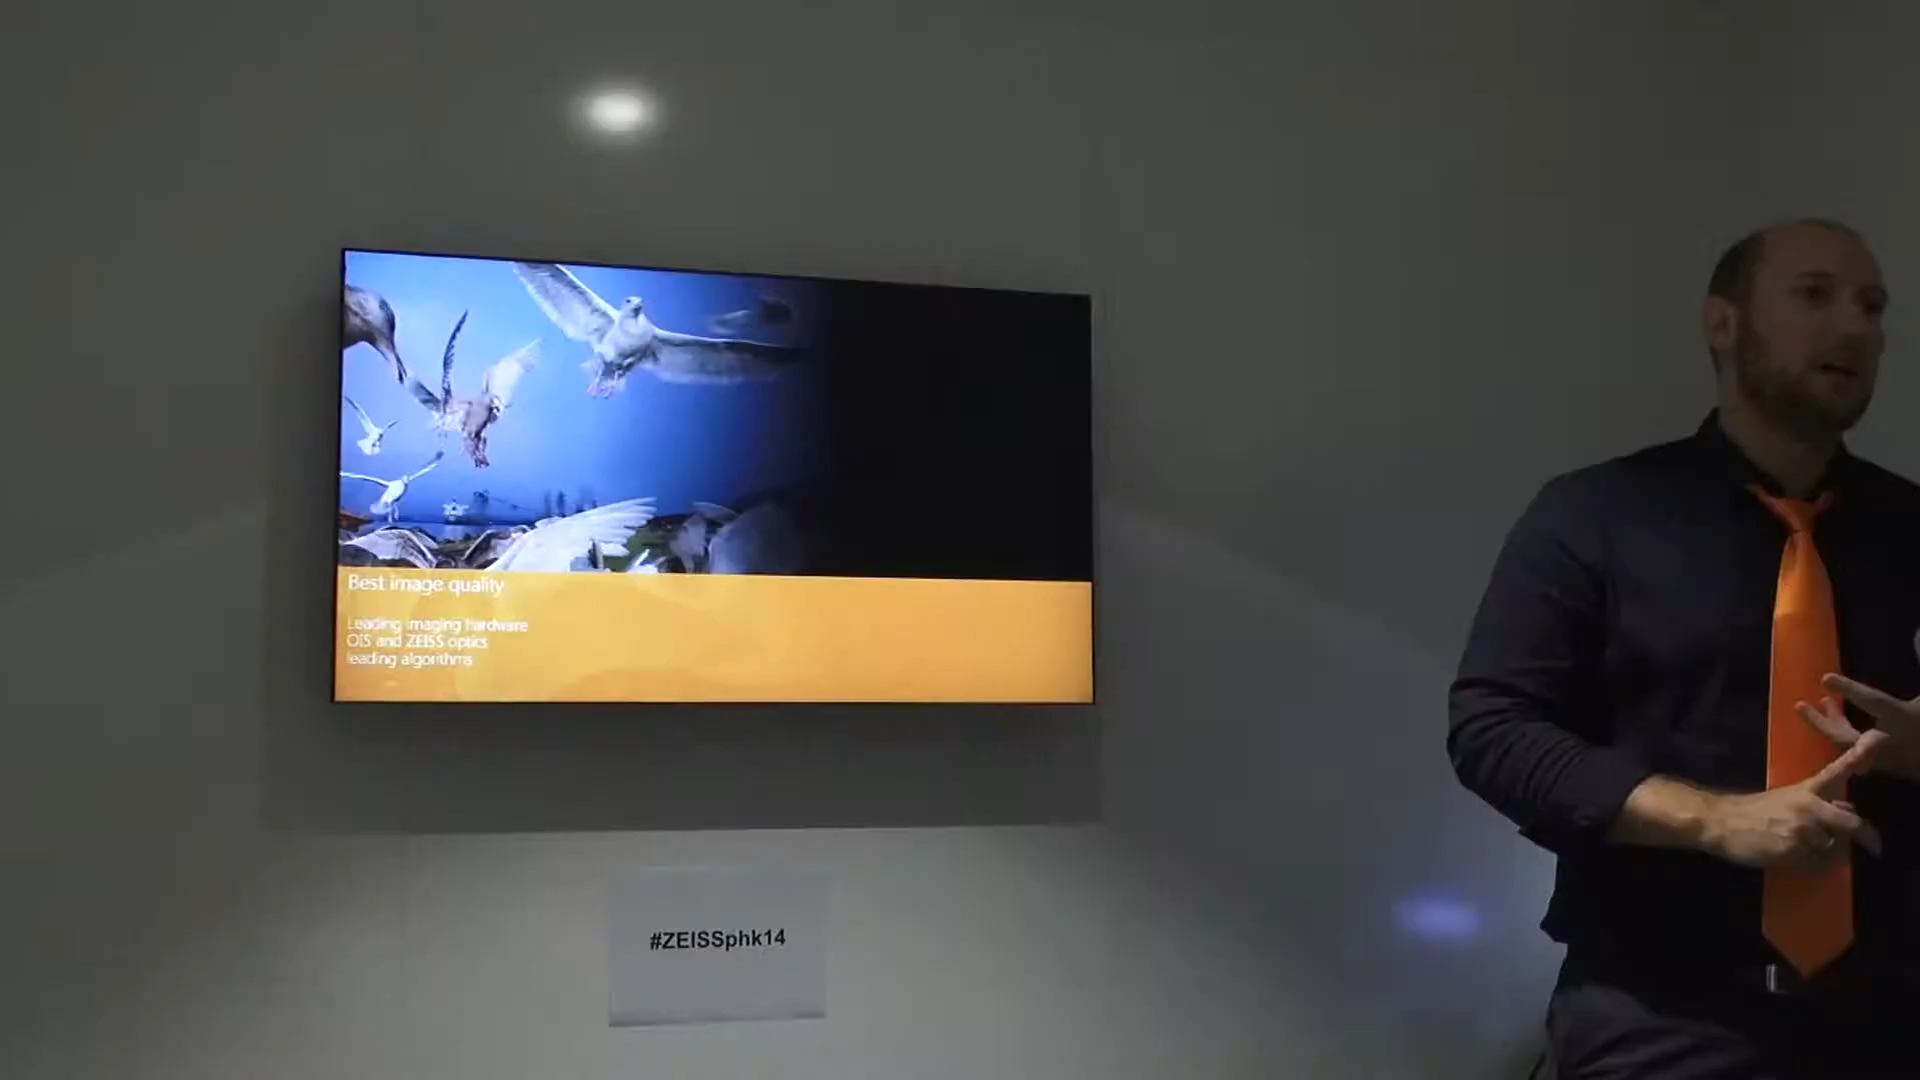 Best image quality
Leading imaging hardware
OIS and ZEISS optics
leading algorithms
#ZEISSphk14